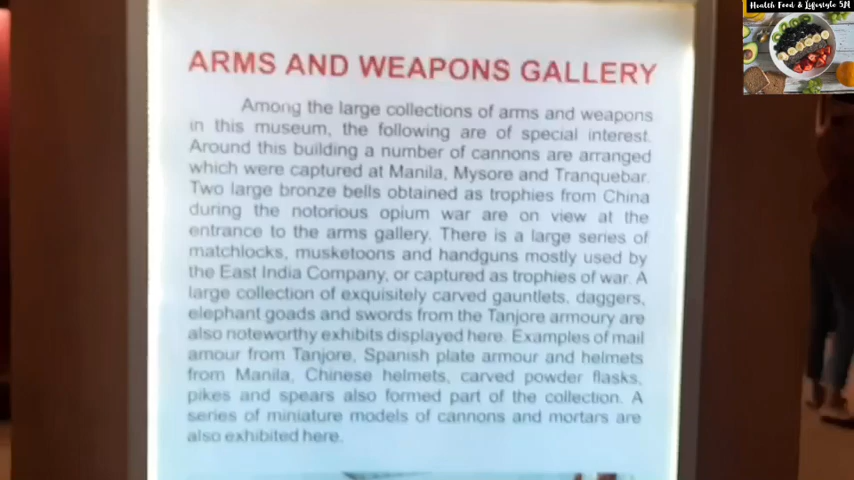 Health Food & Lifestyle SM
ARMS AND WEAPONS GALLERY
Among the large collections of arms and weapons
in this museum, the following are of special interest.
Around this building a number of cannons are arranged
which were captured at Manila, Mysore and Tranquebar.
Two large bronze bells obtained as trophies from China
during the notorious opium war are on view at the
entrance to the arms gallery. There is a large series of
matchlocks, musketoons and handguns mostly used by
the East India Company, or captured as trophies of war. A
large collection of exquisitely carved gauntlets, daggers,
elephant goads and swords from the Tanjore armoury are
also noteworthy exhibits displayed here. Examples of mail
amour from Tanjore, Spanish plate armour and helmets
from Manila, Chinese helmets, carved powder flasks,
pikes and spears also formed part of the collection. A
series of miniature models of cannons and mortars are
also exhibited here.